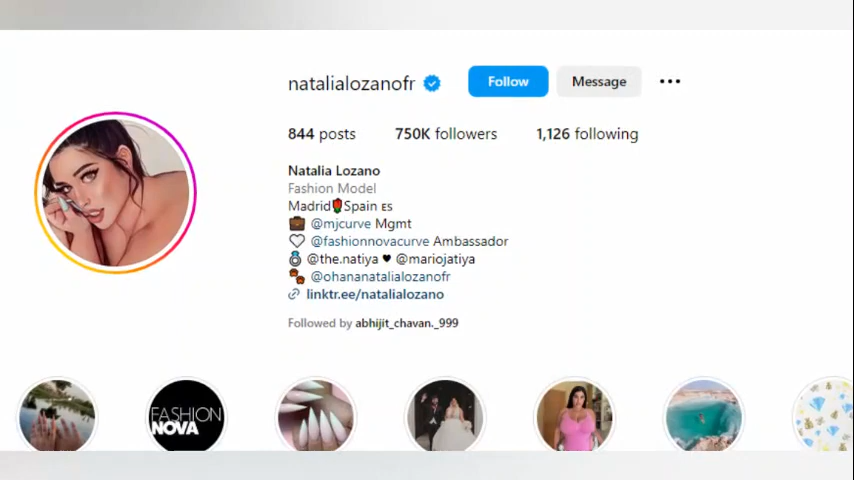 natalialozanofr
Follow
Message
844 posts
750K followers
1,126 following
Natalia Lozano
Fashion Model
Madrid🌹Spain ES
💼 @mjcurve Mgmt
🤍 @fashionnovacurve Ambassador
💍 @the.natiya ♥ @mariojatiya
🐾 @ohananatalialozanofr
linktr.ee/natalialozano
Followed by abhijit_chavan._999
FASHION
NOVA